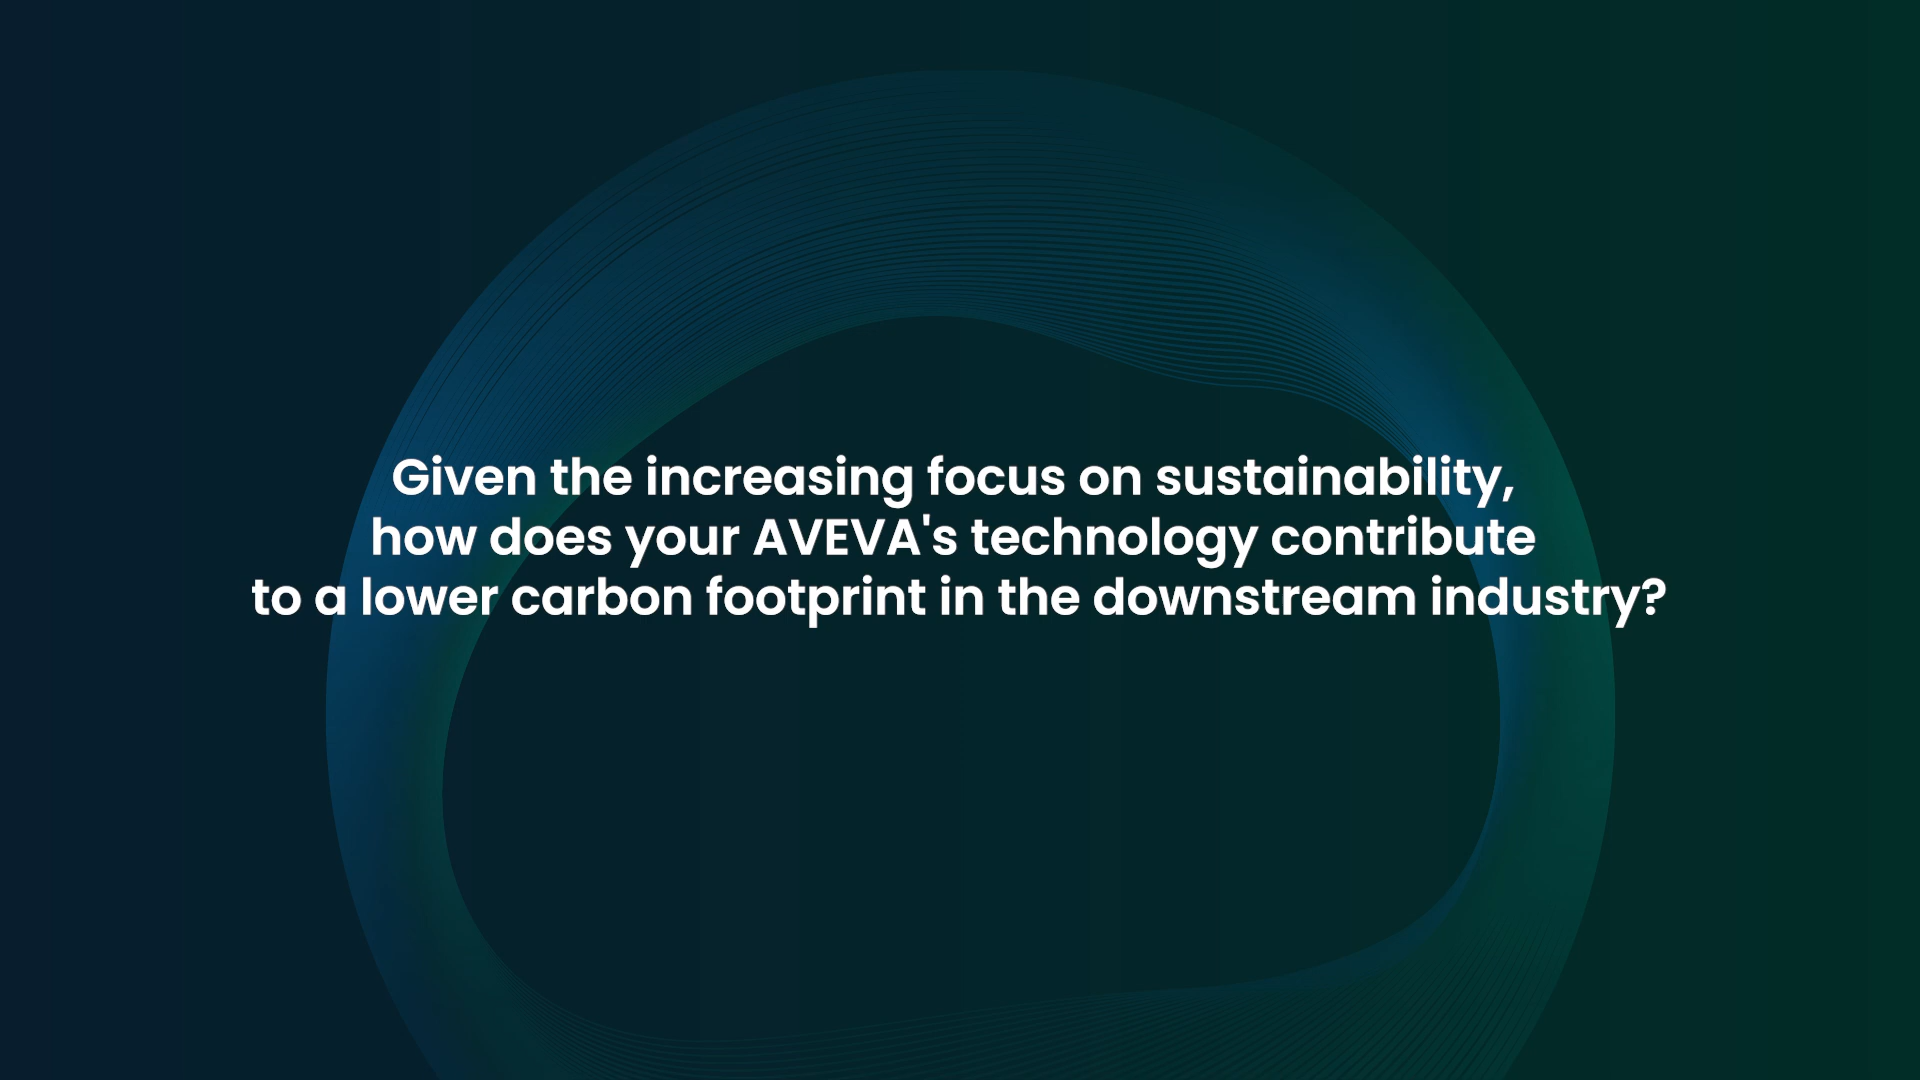 Given the increasing focus on sustainability,
how does your AVEVA's technology contribute
to a lower carbon footprint in the downstream industry?